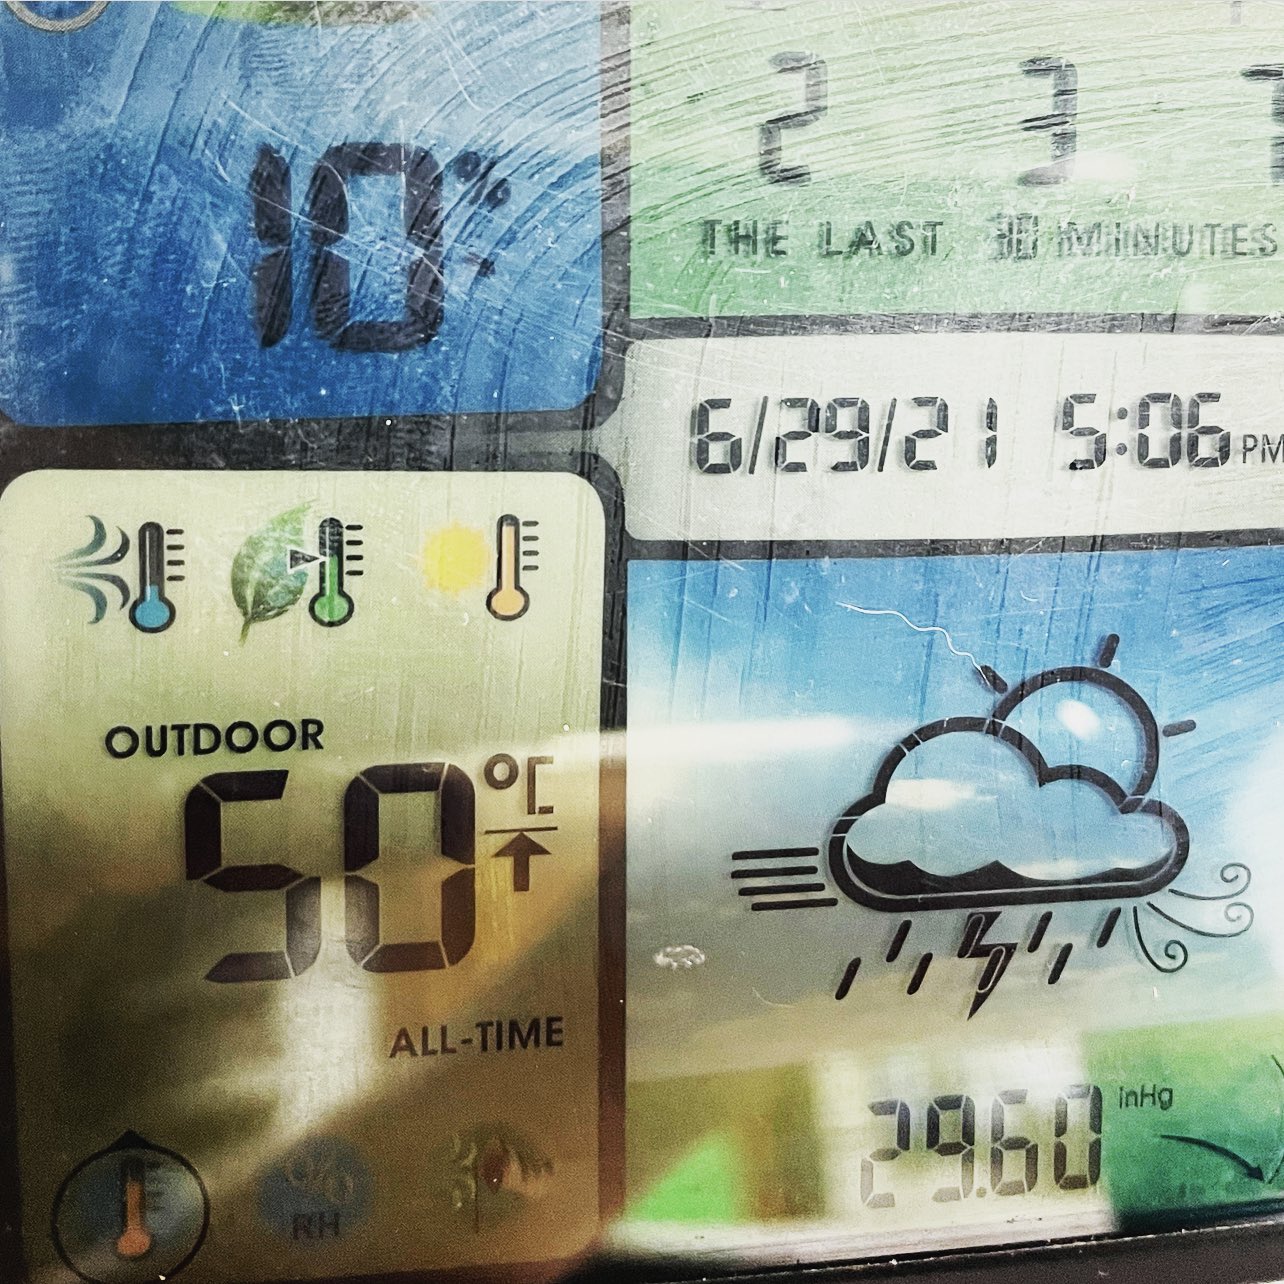 10%
2 3
THE LAST 30 MINUTES
6/29/21 5:06 PM
OUTDOOR
50°C
ALL-TIME
% RH
29.60 inHg